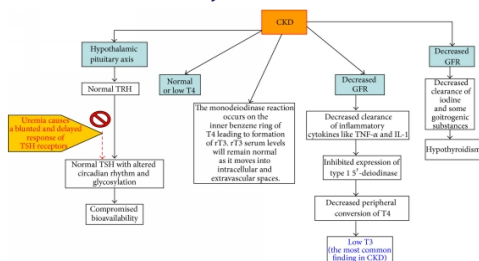 CKD
Hypothalamic
pituitary axis
Normal TRH
Uremia causes
a blunted and delayed
response of
TSH receptors
Normal TSH with altered
circadian rhythm and
glycosylation
Compromised
bioavailability
Normal
or low T4
The monodeiodinase reaction
occurs on the
inner benzene ring of
T4 leading to formation
of rT3. rT3 serum levels
will remain normal
as it moves into
intracellular and
extravascular spaces.
Decreased
GFR
Decreased clearance
of inflammatory
cytokines like TNF-α and IL-1
Inhibited expression of
type 1 5′-deiodinase
Decreased peripheral
conversion of T4
Low T3
(the most common
finding in CKD)
Decreased
GFR
Decreased
clearance of
iodine and
some
goitrogenic
substances
Hypothyroidism